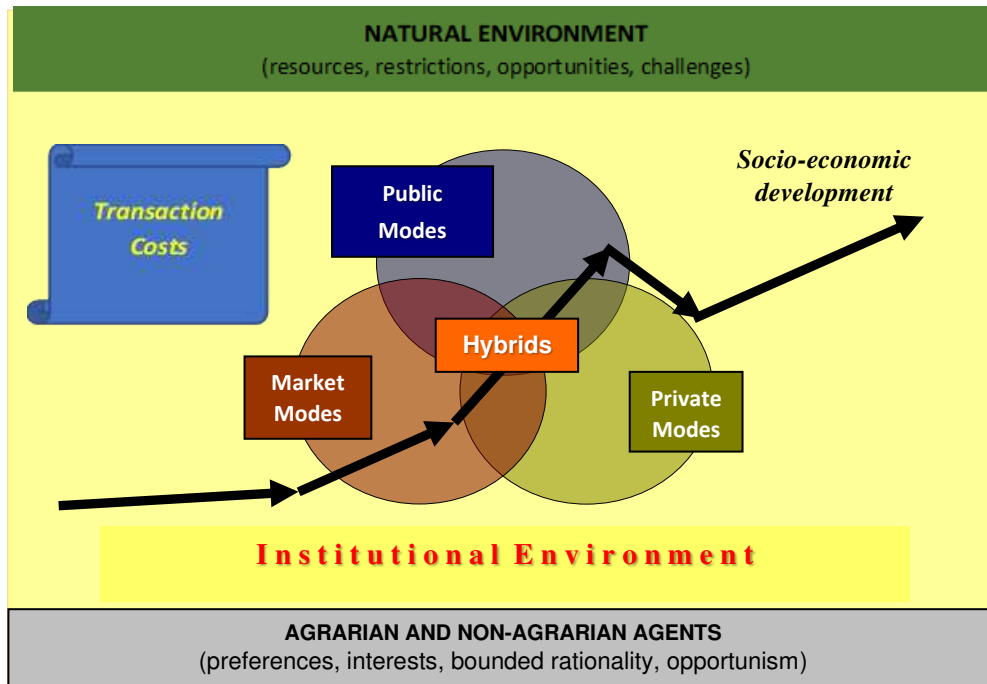 NATURAL ENVIRONMENT
(resources, restrictions, opportunities, challenges)
Transaction
Costs
Public
Modes
Socio-economic
development
Hybrids
Market
Modes
Private
Modes
Institutional Environment
AGRARIAN AND NON-AGRARIAN AGENTS
(preferences, interests, bounded rationality, opportunism)